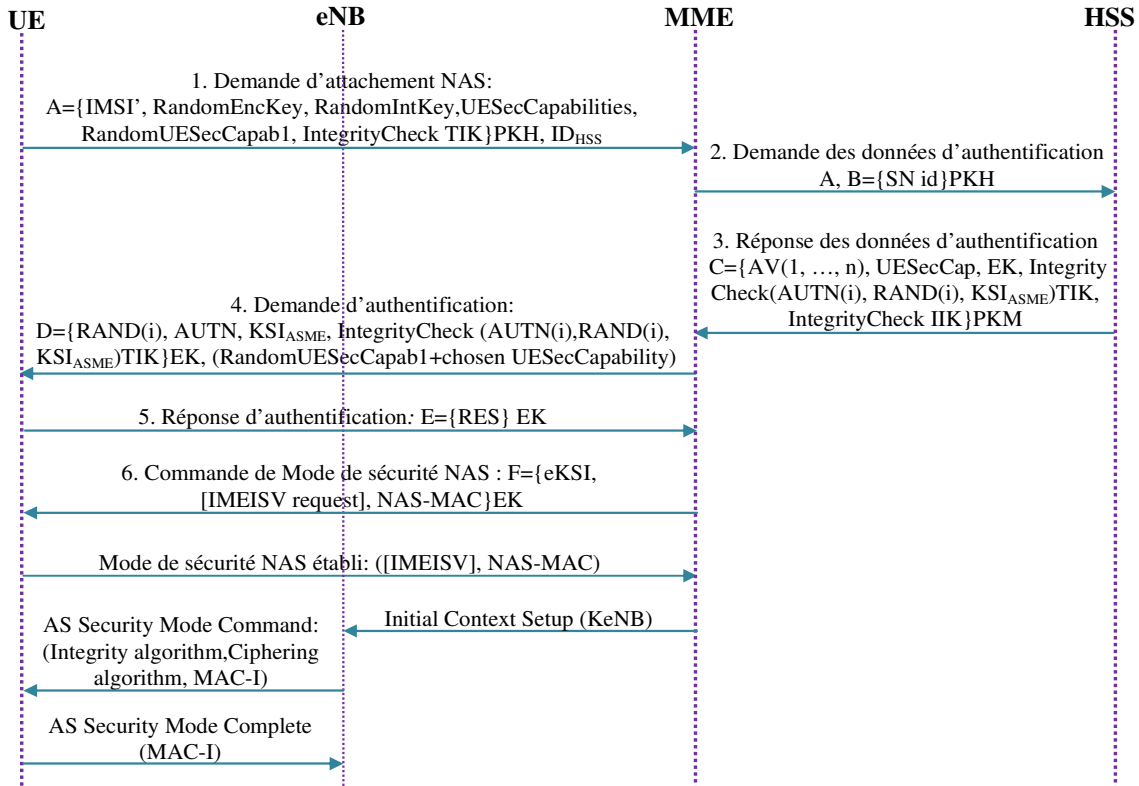 UE
eNB
MME
HSS
1. Demande d’attachement NAS:
A={IMSI’, RandomEncKey, RandomIntKey,UESecCapabilities,
RandomUESecCapab1, IntegrityCheck TIK}PKH, ID_HSS
2. Demande des données d’authentification
A, B={SN id}PKH
3. Réponse des données d’authentification
C={AV(1, …, n), UESecCap, EK, Integrity
Check(AUTN(i), RAND(i), KSI_ASME)TIK,
IntegrityCheck IIK}PKM
4. Demande d’authentification:
D={RAND(i), AUTN, KSI_ASME, IntegrityCheck (AUTN(i),RAND(i),
KSI_ASME)TIK}EK, (RandomUESecCapab1+chosen UESecCapability)
5. Réponse d’authentification: E={RES} EK
6. Commande de Mode de sécurité NAS : F={eKSI,
[IMEISV request], NAS-MAC}EK
Mode de sécurité NAS établi: ([IMEISV], NAS-MAC)
Initial Context Setup (KeNB)
AS Security Mode Command:
(Integrity algorithm,Ciphering
algorithm, MAC-I)
AS Security Mode Complete
(MAC-I)